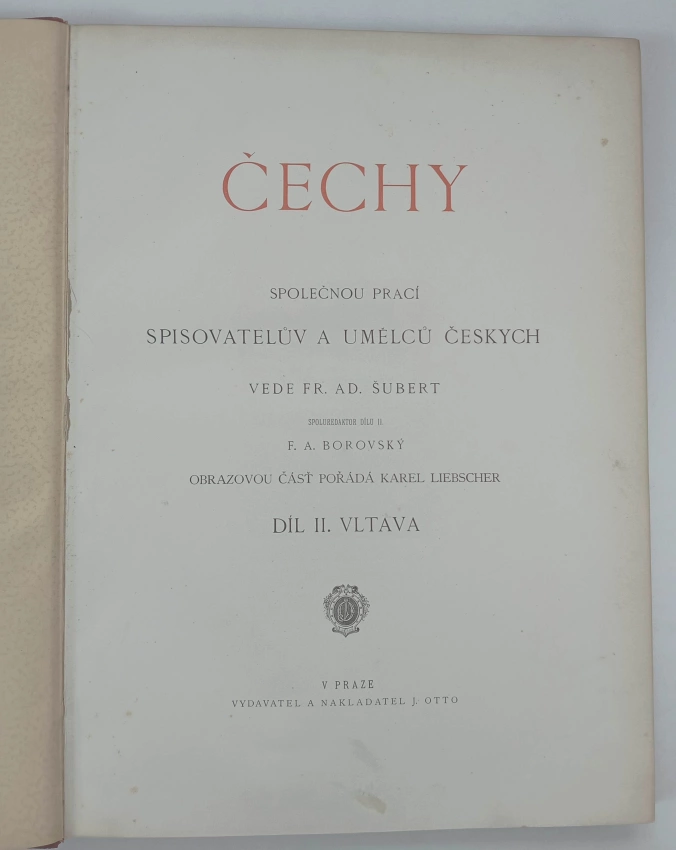 ČECHY
SPOLEČNOU PRACÍ
SPISOVATELŮV A UMĚLCŮ ČESKÝCH
VEDE FR. AD. ŠUBERT
SPOLUREDAKTOR DÍLU II.
F. A. BOROVSKÝ
OBRAZOVOU ČÁSŤ POŘÁDÁ KAREL LIEBSCHER
DÍL II. VLTAVA
V PRAZE
VYDAVATEL A NAKLADATEL J. OTTO